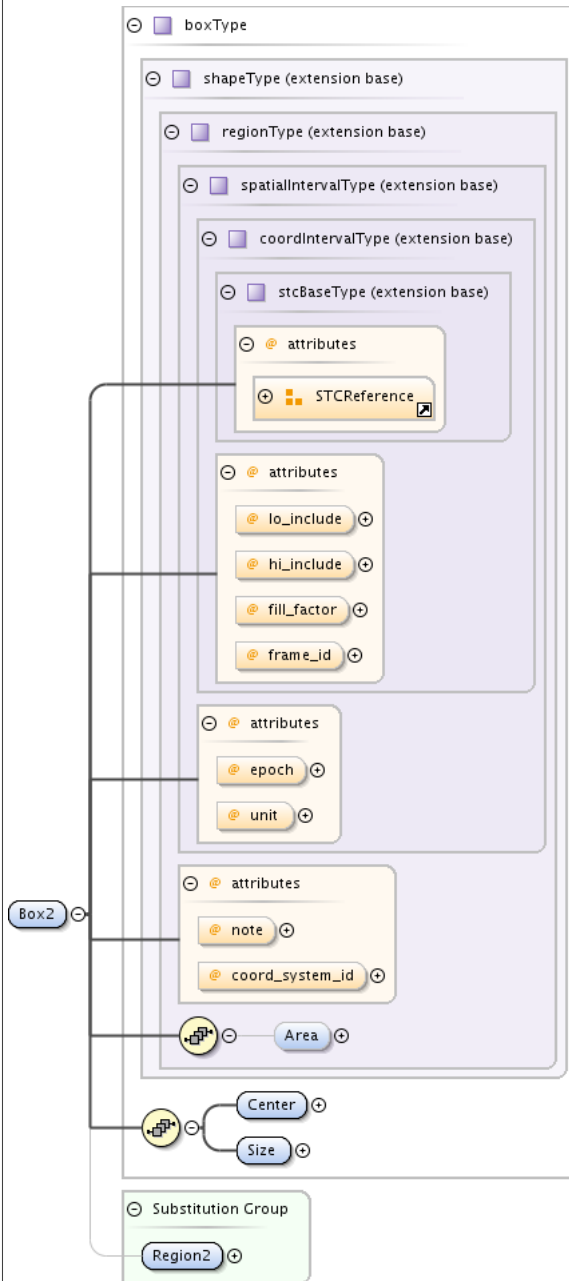 boxType
shapeType (extension base)
regionType (extension base)
spatialIntervalType (extension base)
coordIntervalType (extension base)
stcBaseType (extension base)
@ attributes
STCReference
@ attributes
@ lo_include
@ hi_include
@ fill_factor
@ frame_id
@ attributes
@ epoch
@ unit
@ attributes
Box2
@ note
@ coord_system_id
Area
Center
Size
Substitution Group
Region2